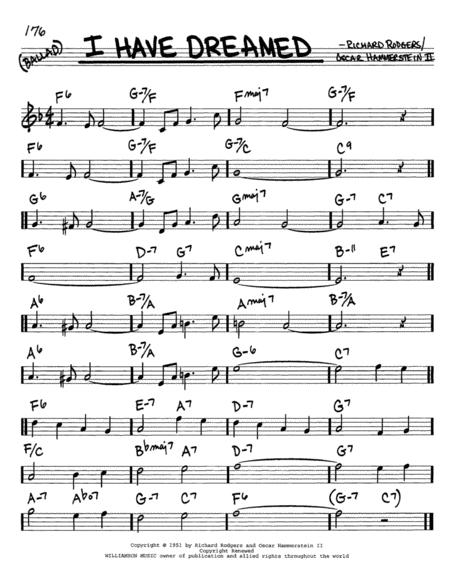 176
(BALLAD)
I HAVE DREAMED
- RICHARD RODGERS/
OSCAR HAMMERSTEIN II
F6 G-7/F Fmaj7 G-7/F
F6 G-7/F G-7/C C9
G6 A-7/G Gmaj7 G-7 C7
F6 D-7 G7 Cmaj7 B-11 E7
A6 B-7/A Amaj7 B-7/A
A6 B-7/A G-6 C7
F6 E-7 A7 D-7 G7
F/C Bbmaj7 A7 D-7 G7
A-7 Abo7 G-7 C7 F6 (G-7 C7)
Copyright © 1951 by Richard Rodgers and Oscar Hammerstein II
Copyright Renewed
WILLIAMSON MUSIC owner of publication and allied rights throughout the world